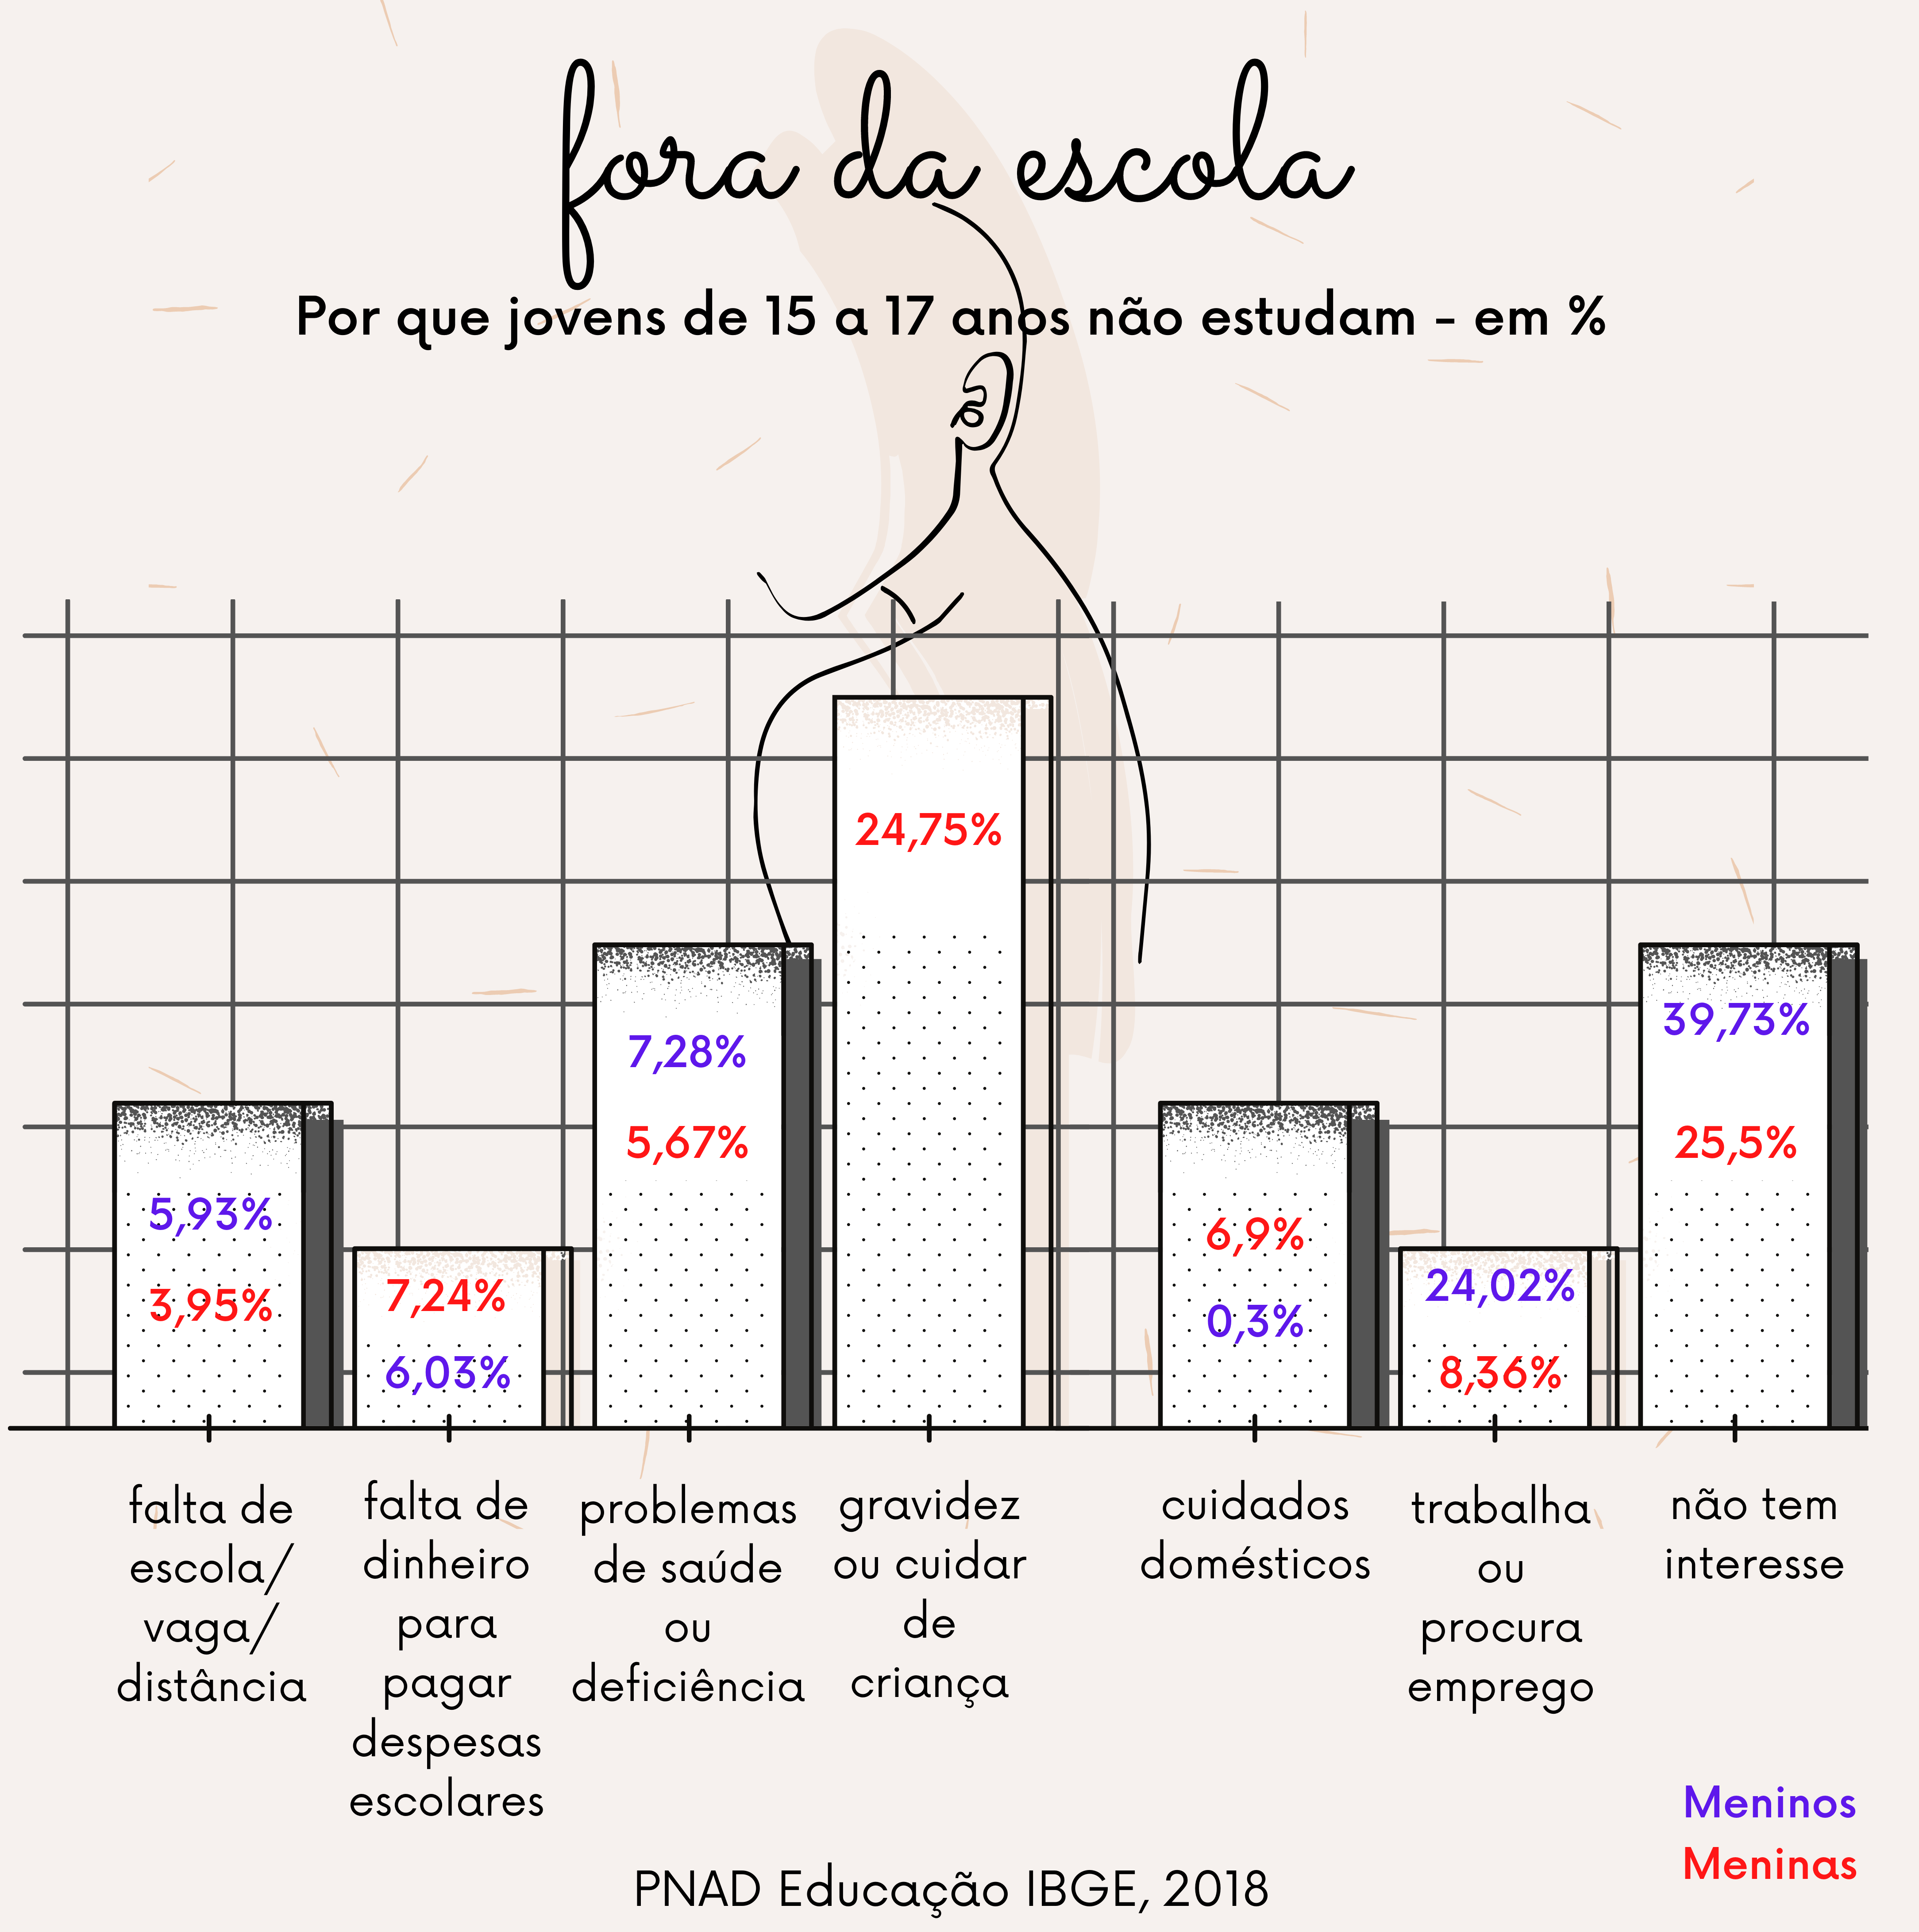 fora da escola
Por que jovens de 15 a 17 anos não estudam - em %
5,93%
3,95%
7,24%
6,03%
7,28%
5,67%
24,75%
6,9%
0,3%
24,02%
8,36%
39,73%
25,5%
falta de
escola/
vaga/
distância
falta de
dinheiro
para
pagar
despesas
escolares
problemas
de saúde
ou
deficiência
gravidez
ou cuidar
de
criança
cuidados
domésticos
trabalha
ou
procura
emprego
não tem
interesse
Meninos
Meninas
PNAD Educação IBGE, 2018